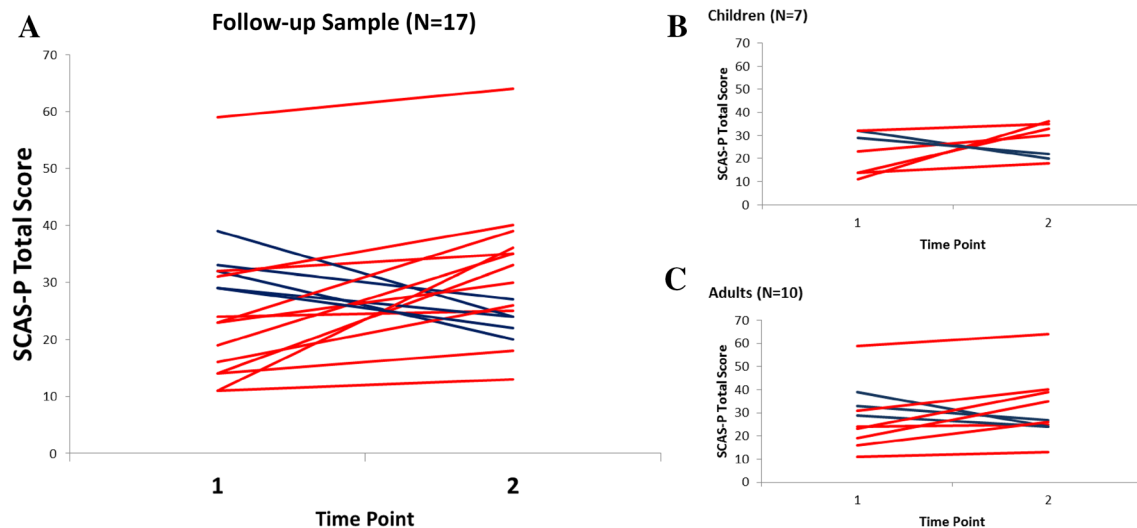 A
Follow-up Sample (N=17)
SCAS-P Total Score
70
60
50
40
30
20
10
0
1
2
Time Point
B
Children (N=7)
SCAS-P Total Score
70
60
50
40
30
20
10
0
1
2
Time Point
C
Adults (N=10)
SCAS-P Total Score
70
60
50
40
30
20
10
0
1
2
Time Point